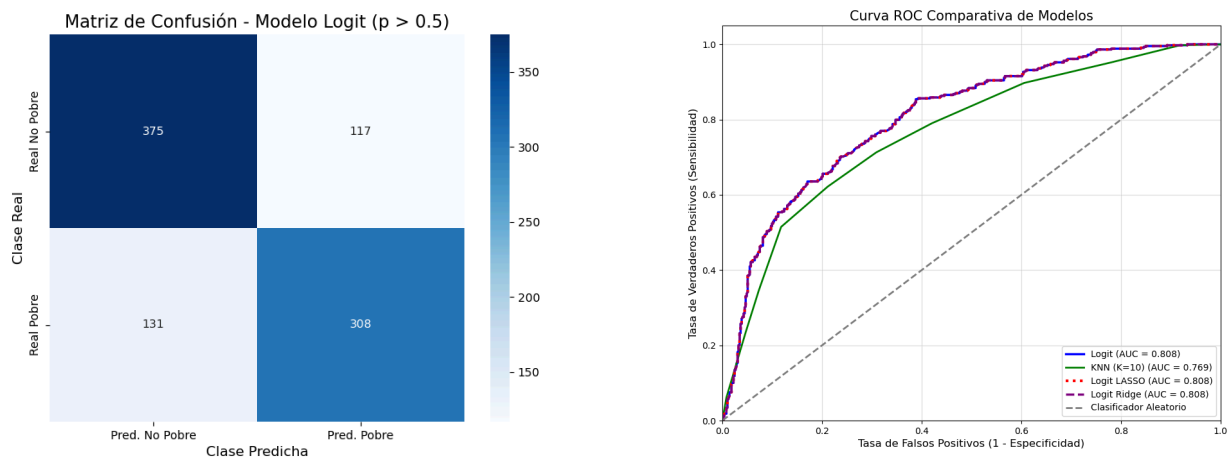 Matriz de Confusión - Modelo Logit (p > 0.5)
Real No Pobre
Real Pobre
Clase Real
375
117
131
308
Pred. No Pobre
Pred. Pobre
Clase Predicha
350
300
250
200
150
Curva ROC Comparativa de Modelos
Tasa de Verdaderos Positivos (Sensibilidad)
1.0
0.8
0.6
0.4
0.2
0.0
0.0
0.2
0.4
0.6
0.8
1.0
Tasa de Falsos Positivos (1 - Especificidad)
Logit (AUC = 0.808)
KNN (K=10) (AUC = 0.769)
Logit LASSO (AUC = 0.808)
Logit Ridge (AUC = 0.808)
Clasificador Aleatorio